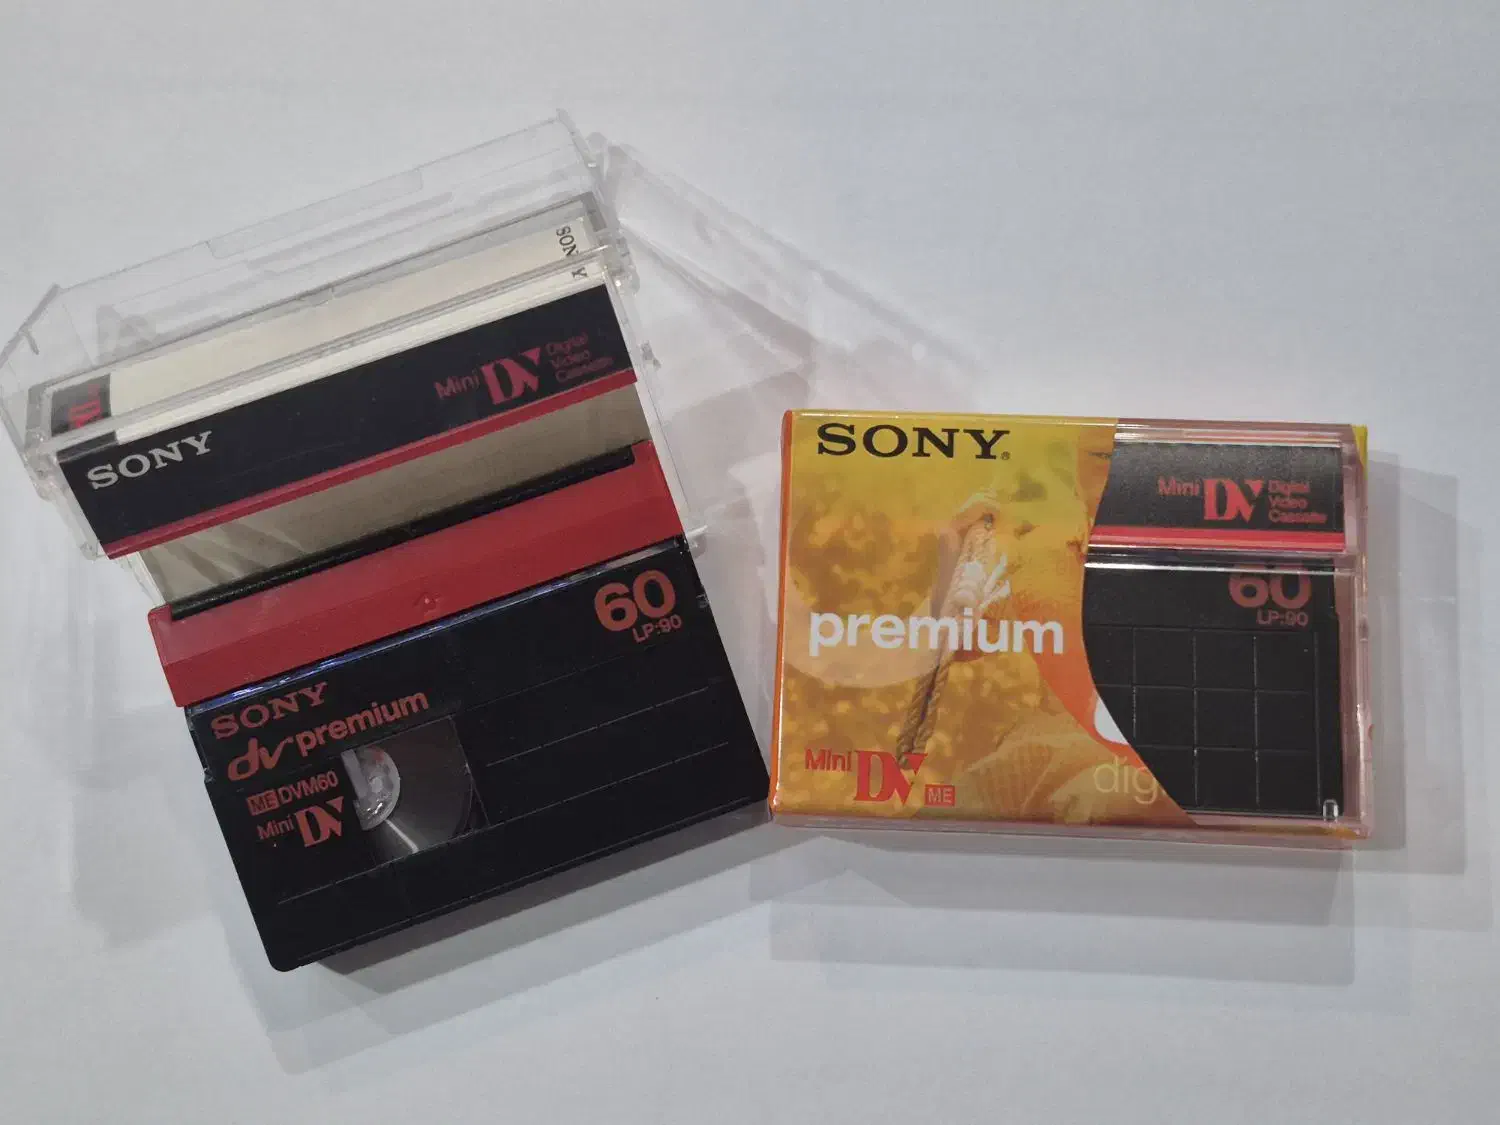 SONY
Mini DV Digital
Video
Cassette
SONY
DV
60
LP:90
SONY
dv premium
ME DVM60
Mini DV
SONY®
Mini DV Digital
Video
Cassette
60
LP:90
premium
Mini DV ME
dig